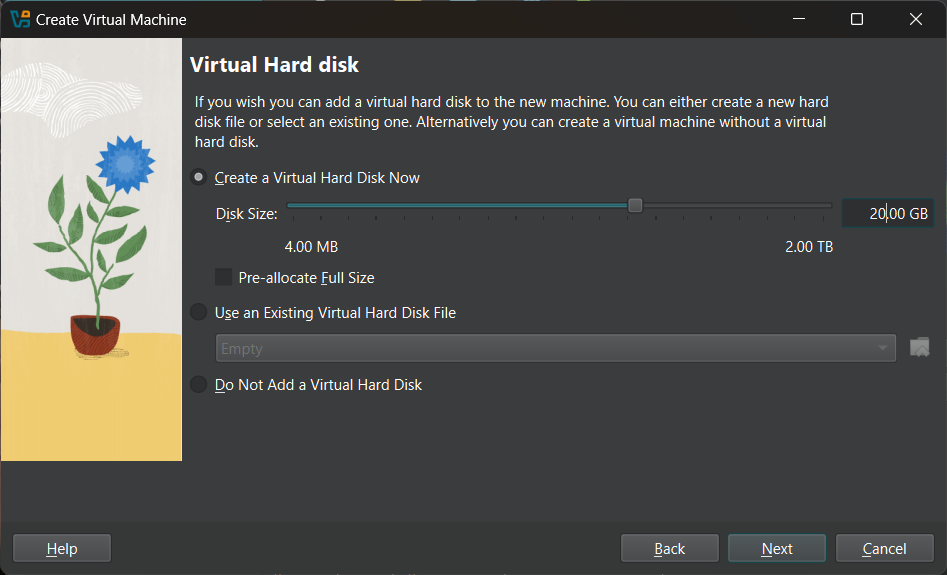 Create Virtual Machine
Virtual Hard disk
If you wish you can add a virtual hard disk to the new machine. You can either create a new hard
disk file or select an existing one. Alternatively you can create a virtual machine without a virtual
hard disk.
Create a Virtual Hard Disk Now
Disk Size:
20.00 GB
4.00 MB
2.00 TB
Pre-allocate Full Size
Use an Existing Virtual Hard Disk File
Empty
Do Not Add a Virtual Hard Disk
Help
Back
Next
Cancel